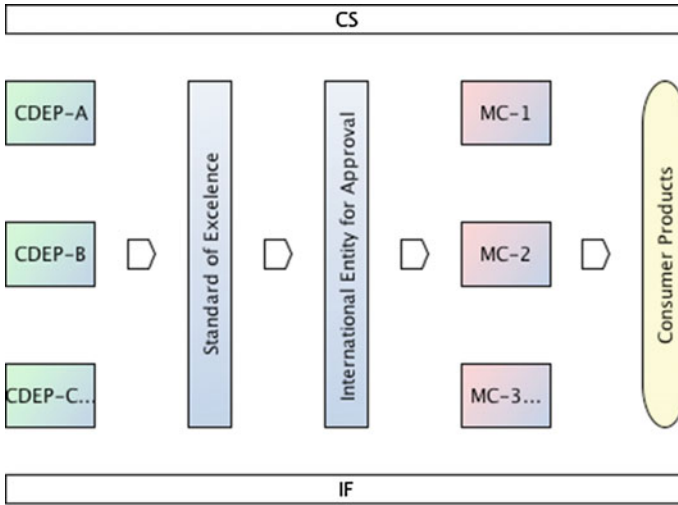 CS
CDEP-A
CDEP-B
CDEP-C...
Standard of Excelence
International Entity for Approval
MC-1
MC-2
MC-3...
Consumer Products
IF